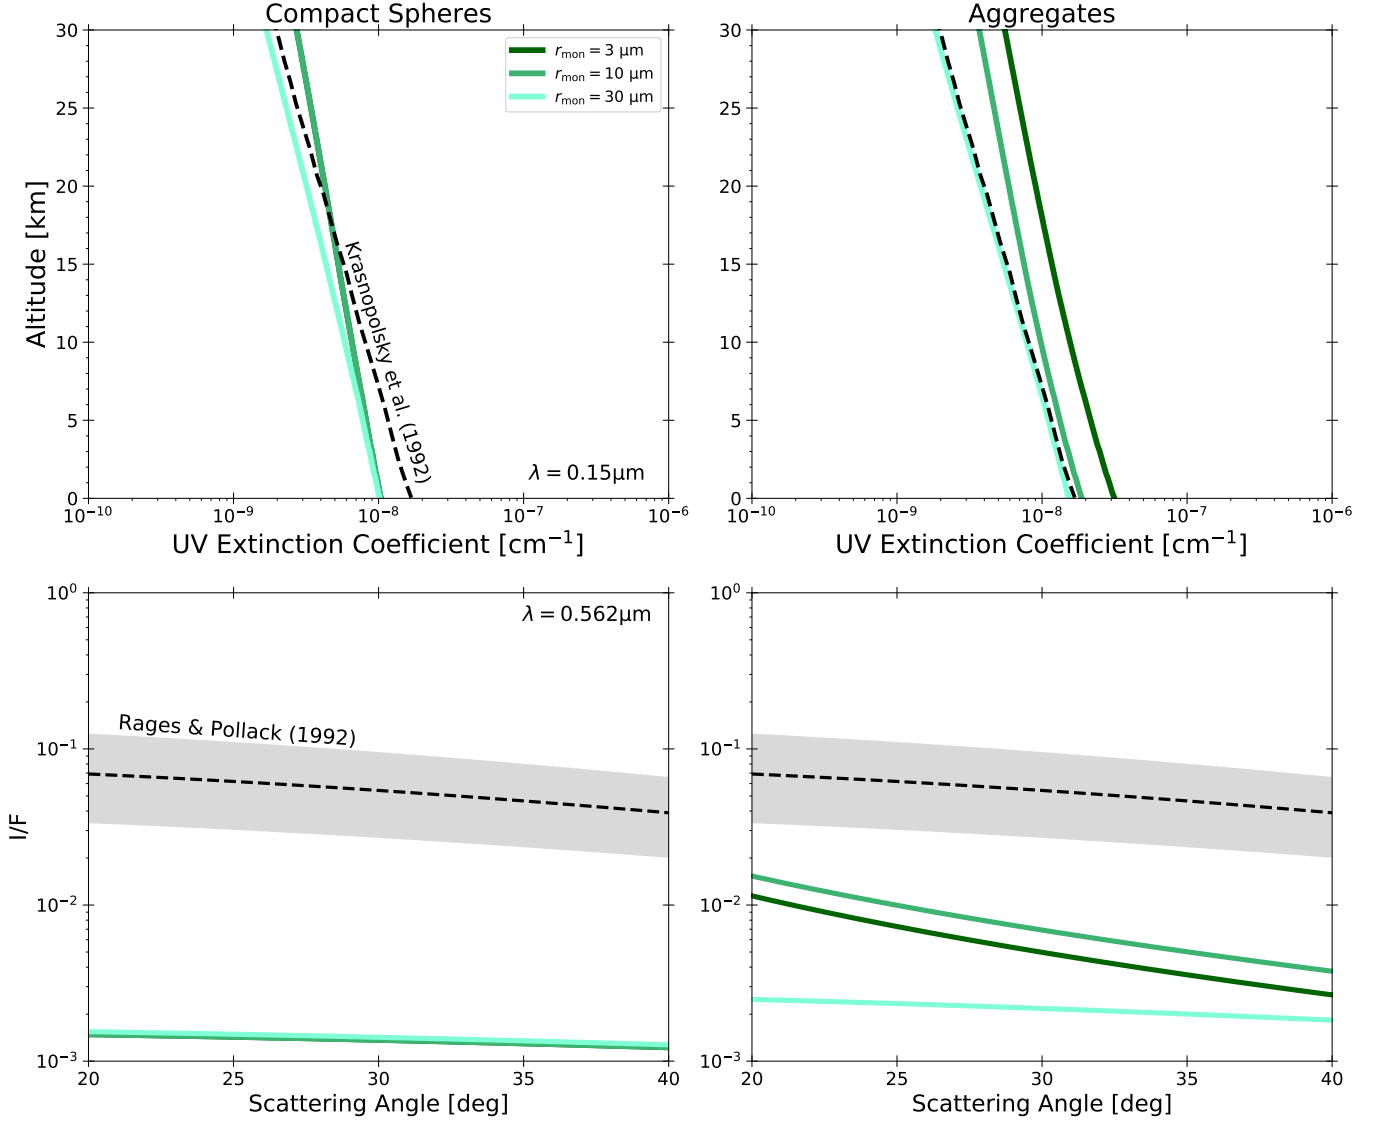 Compact Spheres
30
25
20
15
10
5
0
Altitude [km]
r_mon = 3 μm
r_mon = 10 μm
r_mon = 30 μm
Krasnopolsky et al. (1992)
λ = 0.15μm
10⁻¹⁰ 10⁻⁹ 10⁻⁸ 10⁻⁷ 10⁻⁶
UV Extinction Coefficient [cm⁻¹]
Aggregates
30
25
20
15
10
5
0
10⁻¹⁰ 10⁻⁹ 10⁻⁸ 10⁻⁷ 10⁻⁶
UV Extinction Coefficient [cm⁻¹]
10⁰
10⁻¹
10⁻²
10⁻³
I/F
λ = 0.562μm
Rages & Pollack (1992)
20 25 30 35 40
Scattering Angle [deg]
10⁰
10⁻¹
10⁻²
10⁻³
20 25 30 35 40
Scattering Angle [deg]